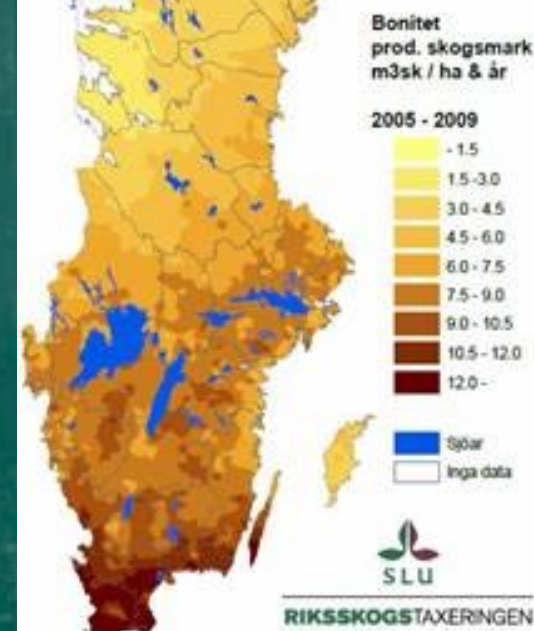 Bonitet
prod. skogsmark
m3sk / ha & år
2005 - 2009
- 1.5
1.5 -3.0
3.0 - 4.5
4.5 - 6.0
6.0 - 7.5
7.5 - 9.0
9.0 - 10.5
10.5 - 12.0
12.0 -
Sjöar
Inga data
SLU
RIKSSKOGSTAXERINGEN